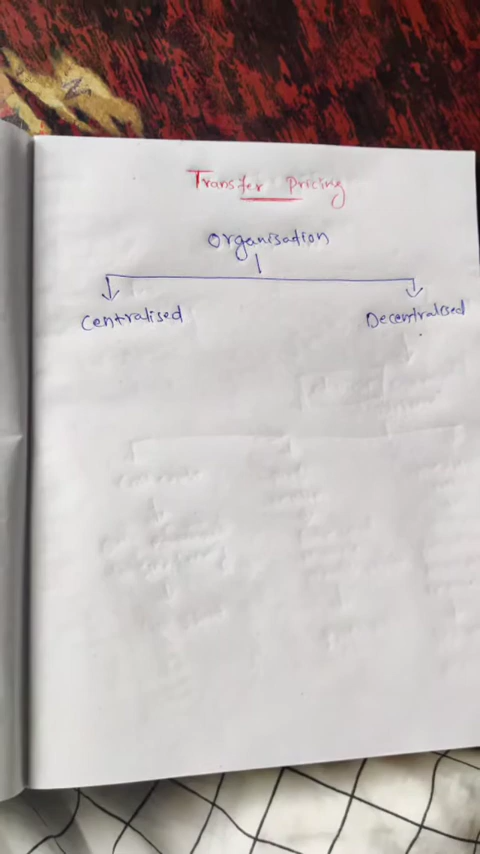 Transfer Pricing
Organisation
Centralised
Decentralised